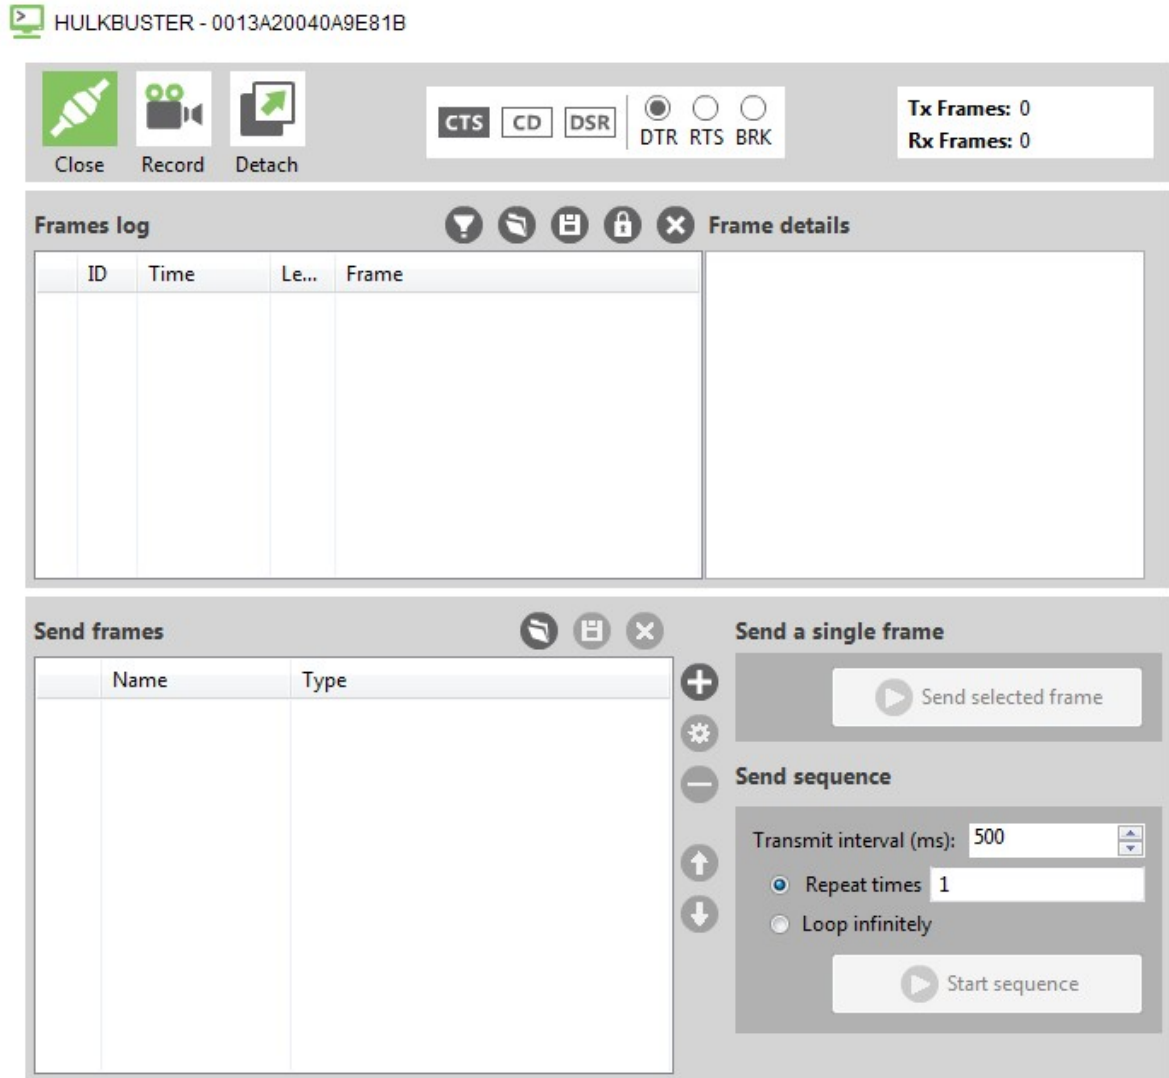 HULKBUSTER - 0013A20040A9E81B
Close Record Detach
CTS CD DSR DTR RTS BRK
Tx Frames: 0
Rx Frames: 0
Frames log
ID Time Le... Frame
Frame details
Send frames
Name Type
Send a single frame
Send selected frame
Send sequence
Transmit interval (ms): 500
Repeat times 1
Loop infinitely
Start sequence